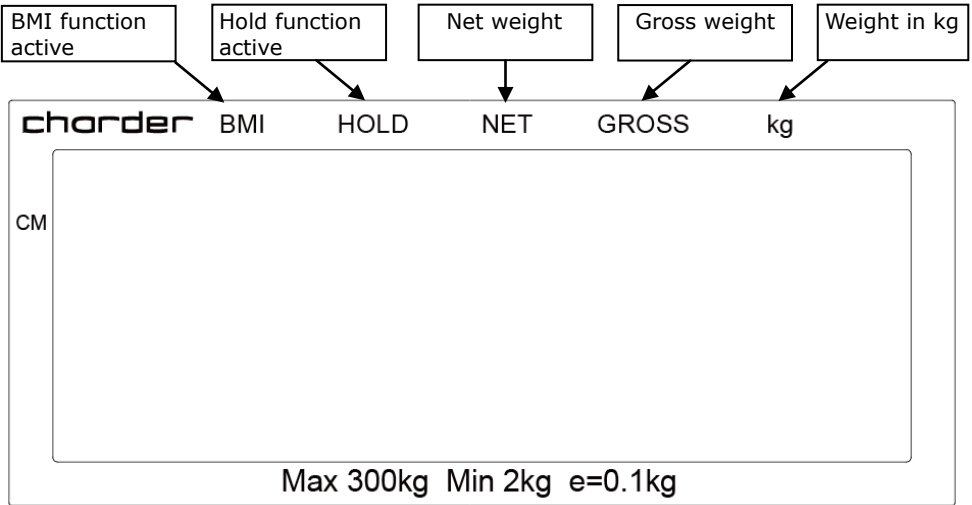 BMI function
active
Hold function
active
Net weight
Gross weight
Weight in kg
charder BMI HOLD NET GROSS kg
CM
Max 300kg Min 2kg e=0.1kg